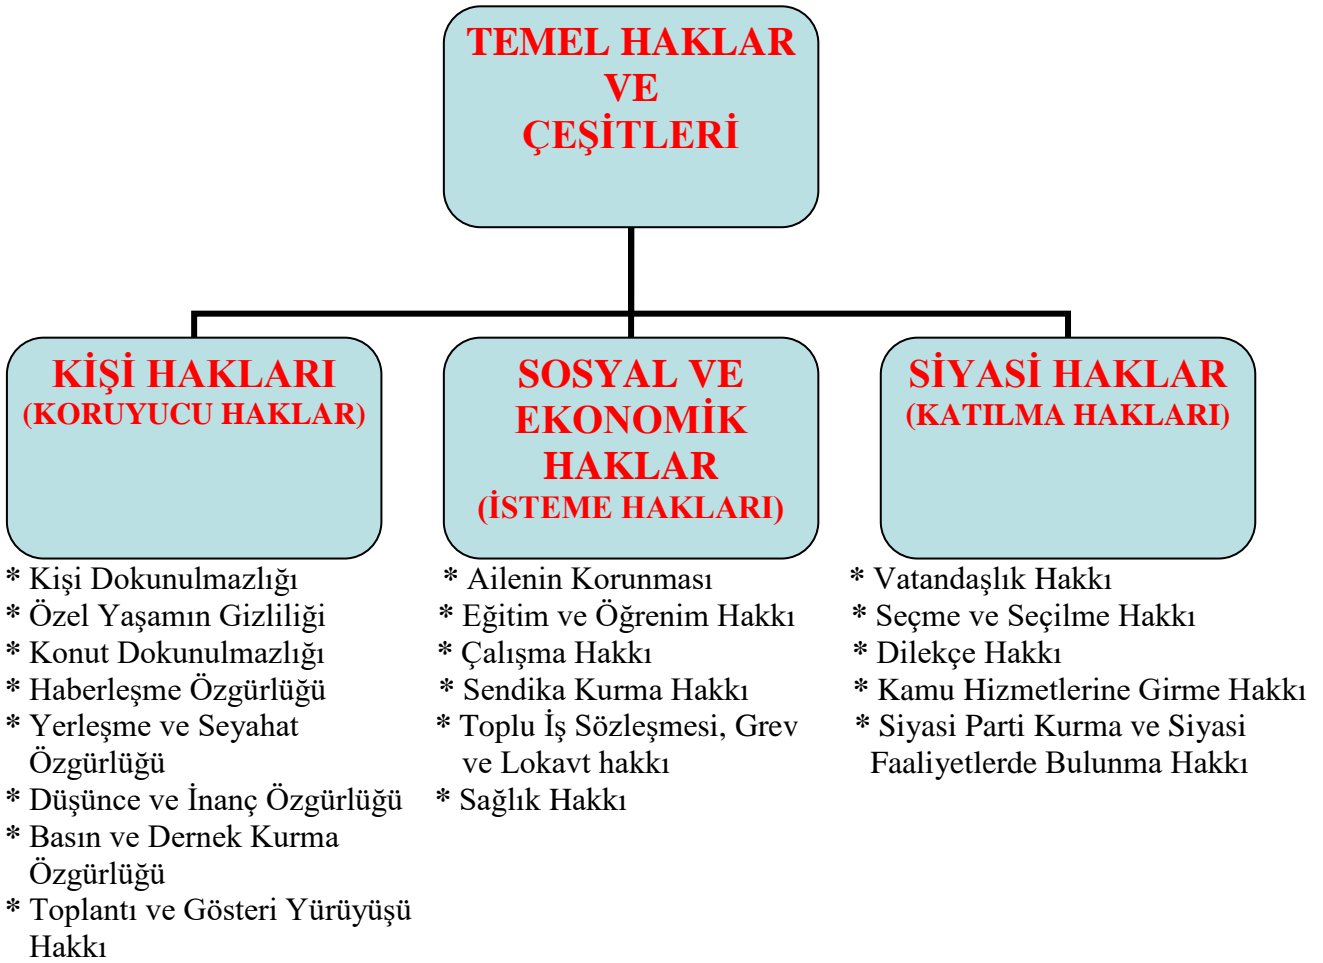 TEMEL HAKLAR
VE
ÇEŞİTLERİ
KİŞİ HAKLARI
(KORUYUCU HAKLAR)
SOSYAL VE
EKONOMİK
HAKLAR
(İSTEME HAKLARI)
SİYASİ HAKLAR
(KATILMA HAKLARI)
* Kişi Dokunulmazlığı
* Özel Yaşamın Gizliliği
* Konut Dokunulmazlığı
* Haberleşme Özgürlüğü
* Yerleşme ve Seyahat
Özgürlüğü
* Düşünce ve İnanç Özgürlüğü
* Basın ve Dernek Kurma
Özgürlüğü
* Toplantı ve Gösteri Yürüyüşü
Hakkı
* Ailenin Korunması
* Eğitim ve Öğrenim Hakkı
* Çalışma Hakkı
* Sendika Kurma Hakkı
* Toplu İş Sözleşmesi, Grev
ve Lokavt hakkı
* Sağlık Hakkı
* Vatandaşlık Hakkı
* Seçme ve Seçilme Hakkı
* Dilekçe Hakkı
* Kamu Hizmetlerine Girme Hakkı
* Siyasi Parti Kurma ve Siyasi
Faaliyetlerde Bulunma Hakkı